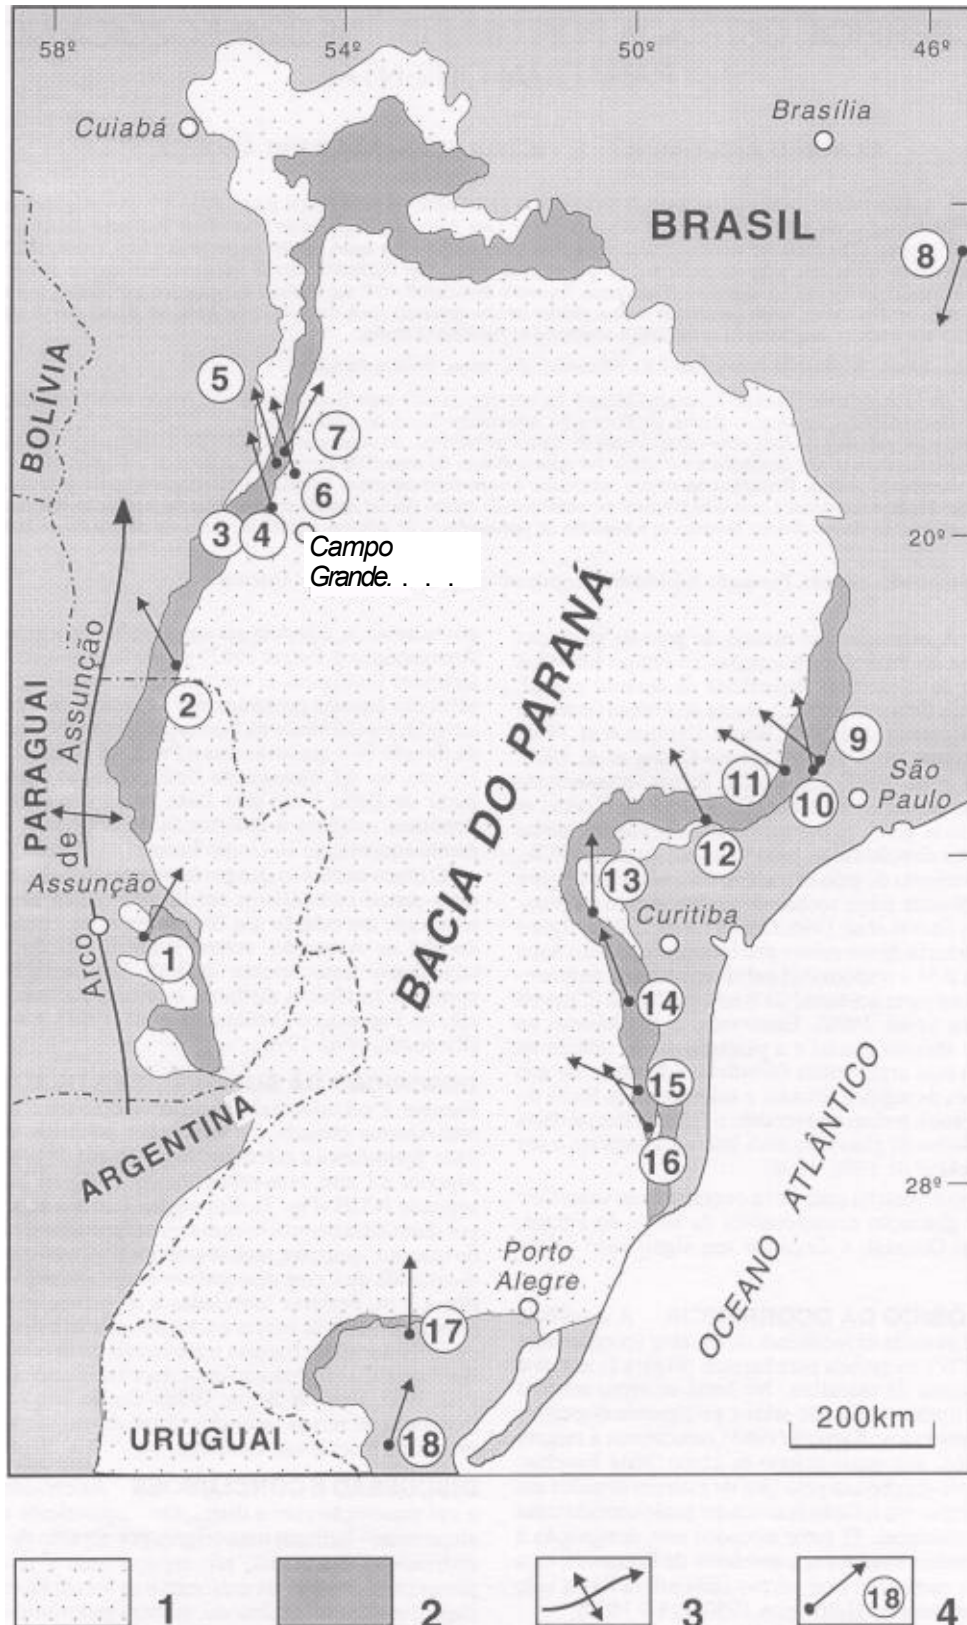 58º 54º 50º 46º
Cuiabá
Brasília
BRASIL
8
BOLÍVIA
5
7
6
3 4
20º
Campo
Grande. . . .
PARAGUAI
Arco de Assunção
2
BACIA DO PARANÁ
9
11
10
São
Paulo
12
13
Assunção
Curitiba
1
14
15
16
ARGENTINA
28º
OCEANO ATLÂNTICO
Porto
Alegre
17
18
URUGUAI
200km
1 2 3 18 4